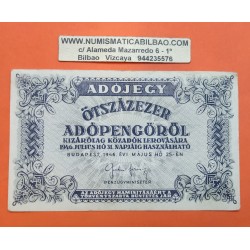 WWW.NUMISMATICABILBAO.COM
c/ Alameda Mazarredo 6 - 1º
Bilbao Vizcaya 944235576
ADÓJEGY
ÖTSZÁZEZER
ADÓPENGŐRŐL
KIZÁRÓLAG KÖZADÓK LEROVÁSÁRA
1946. JÚLIUS HÓ 31. NAPJÁIG HASZNÁLHATÓ
BUDAPEST, 1946. ÉVI MÁJUS HÓ 25-ÉN
PÉNZÜGYMINISZTER